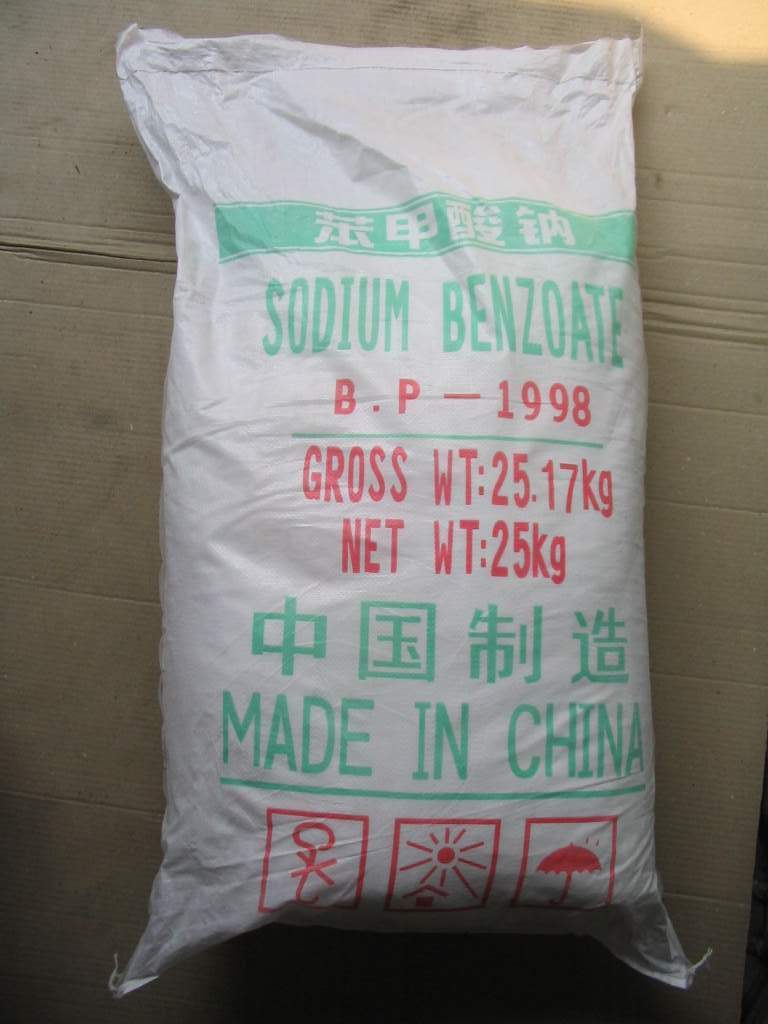 苯甲酸钠
SODIUM BENZOATE
B.P—1998
GROSS WT:25.17kg
NET WT:25kg
中国制造
MADE IN CHINA